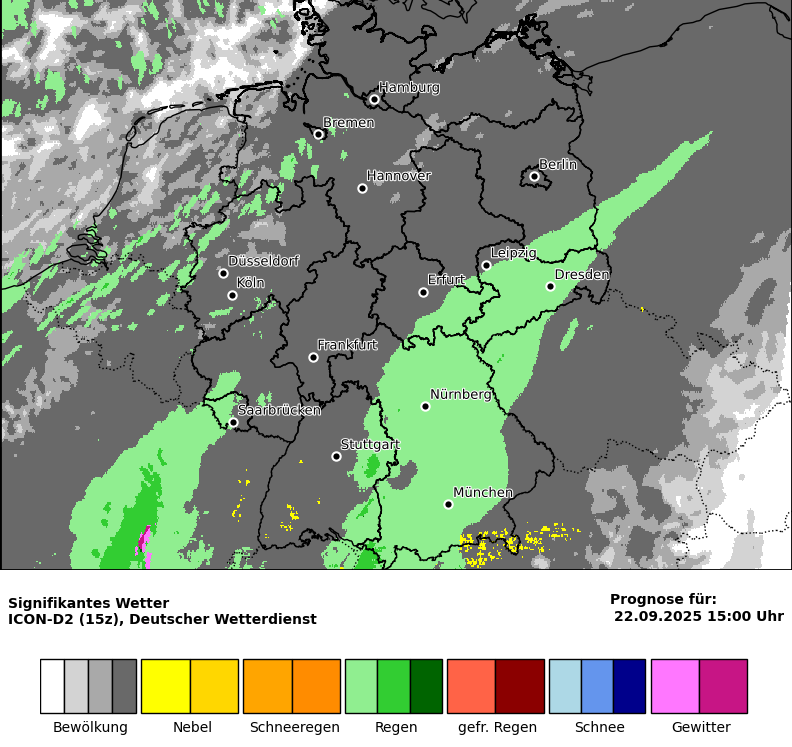 Hamburg
Bremen
Berlin
Hannover
Leipzig
Düsseldorf
Dresden
Köln
Erfurt
Frankfurt
Nürnberg
Saarbrücken
Stuttgart
München
Signifikantes Wetter
ICON-D2 (15z), Deutscher Wetterdienst
Prognose für:
22.09.2025 15:00 Uhr
Bewölkung Nebel Schneeregen Regen gefr. Regen Schnee Gewitter